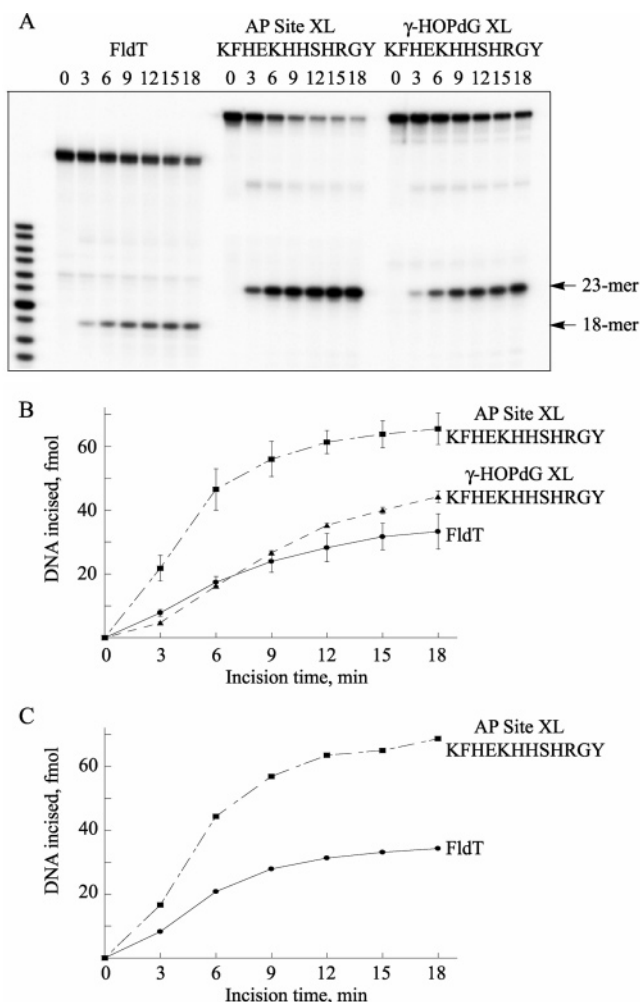 A
AP Site XL γ-HOPdG XL
FldT KFHEKHHSHRGY KFHEKHHSHRGY
0 3 6 9 12 15 18 0 3 6 9 12 15 18 0 3 6 9 12 15 18
23-mer
18-mer
B
DNA incised, fmol
60
40
20
AP Site XL
KFHEKHHSHRGY
γ-HOPdG XL
KFHEKHHSHRGY
FldT
0 3 6 9 12 15 18
Incision time, min
C
DNA incised, fmol
60
40
20
AP Site XL
KFHEKHHSHRGY
FldT
0 3 6 9 12 15 18
Incision time, min